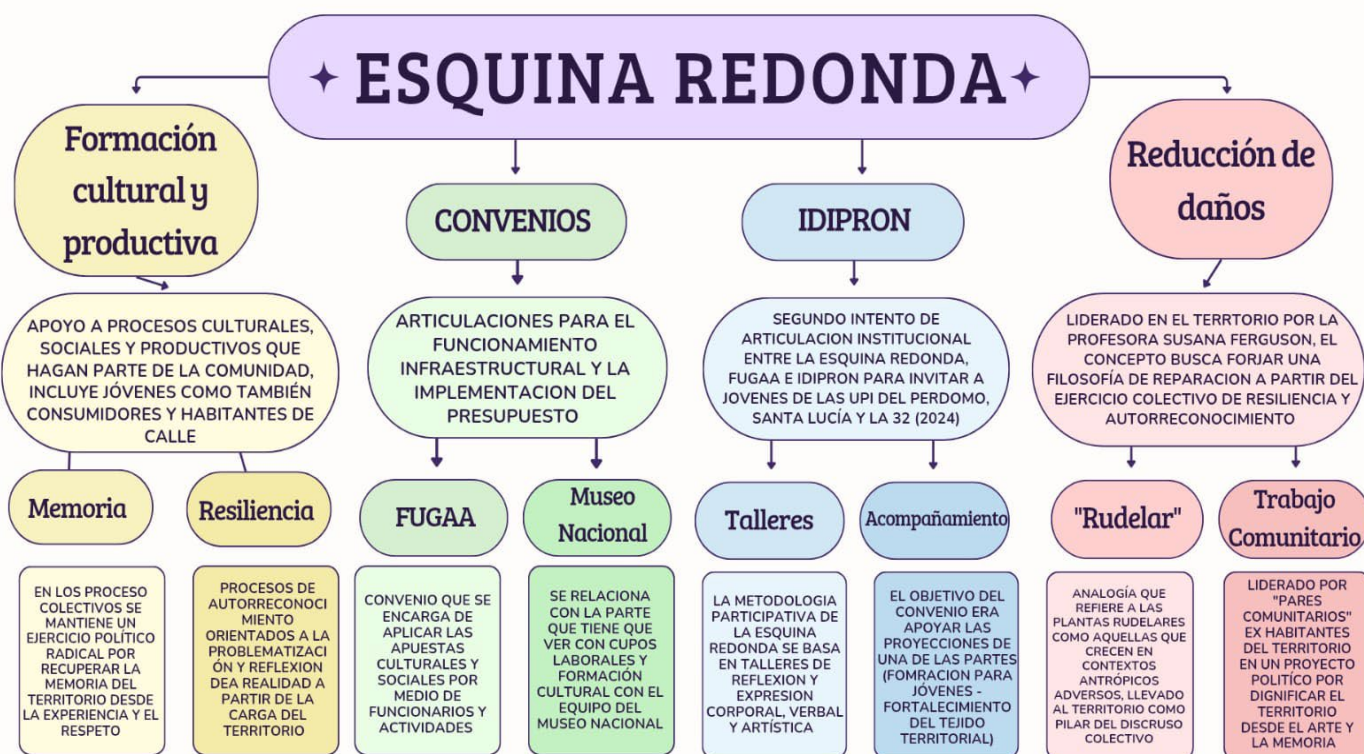 ESQUINA REDONDA
Formación
cultural y
productiva
CONVENIOS
IDIPRON
Reducción de
daños
APOYO A PROCESOS CULTURALES,
SOCIALES Y PRODUCTIVOS QUE
HAGAN PARTE DE LA COMUNIDAD,
INCLUYE JÓVENES COMO TAMBIÉN
CONSUMIDORES Y HABITANTES DE
CALLE
ARTICULACIONES PARA EL
FUNCIONAMIENTO
INFRAESTRUCTURAL Y LA
IMPLEMENTACION DEL
PRESUPUESTO
SEGUNDO INTENTO DE
ARTICULACION INSTITUCIONAL
ENTRE LA ESQUINA REDONDA,
FUGAA E IDIPRON PARA INVITAR A
JOVENES DE LAS UPI DEL PERDOMO,
SANTA LUCÍA Y LA 32 (2024)
LIDERADO EN EL TERRTORIO POR LA
PROFESORA SUSANA FERGUSON, EL
CONCEPTO BUSCA FORJAR UNA
FILOSOFÍA DE REPARACION A PARTIR DEL
EJERCICIO COLECTIVO DE RESILIENCIA Y
AUTORRECONOCIMIENTO
Memoria
Resiliencia
FUGAA
Museo
Nacional
Talleres
Acompañamiento
"Rudelar"
Trabajo
Comunitario
EN LOS PROCESO
COLECTIVOS SE
MANTIENE UN
EJERCICIO POLÍTICO
RADICAL POR
RECUPERAR LA
MEMORIA DEL
TERRITORIO DESDE
LA EXPERIENCIA Y EL
RESPETO
PROCESOS DE
AUTORRECONOCI
MIENTO
ORIENTADOS A LA
PROBLEMATIZACI
ÓN Y REFLEXION
DEA REALIDAD A
PARTIR DE LA
CARGA DEL
TERRITORIO
CONVENIO QUE SE
ENCARGA DE
APLICAR LAS
APUESTAS
CULTURALES Y
SOCIALES POR
MEDIO DE
FUNCIONARIOS Y
ACTIVIDADES
SE RELACIONA
CON LA PARTE
QUE TIENE QUE
VER CON CUPOS
LABORALES Y
FORMACIÓN
CULTURAL CON EL
EQUIPO DEL
MUSEO NACIONAL
LA METODOLOGIA
PARTICIPATIVA DE
LA ESQUINA
REDONDA SE BASA
EN TALLERES DE
REFLEXION Y
EXPRESION
CORPORAL, VERBAL
Y ARTÍSTICA
EL OBJETIVO DEL
CONVENIO ERA
APOYAR LAS
PROYECCIONES DE
UNA DE LAS PARTES
(FOMRACION PARA
JÓVENES -
FORTALECIMIENTO
DEL TEJIDO
TERRITORIAL)
ANALOGÍA QUE
REFIERE A LAS
PLANTAS RUDELARES
COMO AQUELLAS QUE
CRECEN EN
CONTEXTOS
ANTRÓPICOS
ADVERSOS, LLEVADO
AL TERRITORIO COMO
PILAR DEL DISCRUSO
COLECTIVO
LIDERADO POR
"PARES
COMUNITARIOS"
EX HABITANTES
DEL TERRITORIO
EN UN PROYECTO
POLITÍCO POR
DIGNIFICAR EL
TERRITORIO
DESDE EL ARTE Y
LA MEMORIA